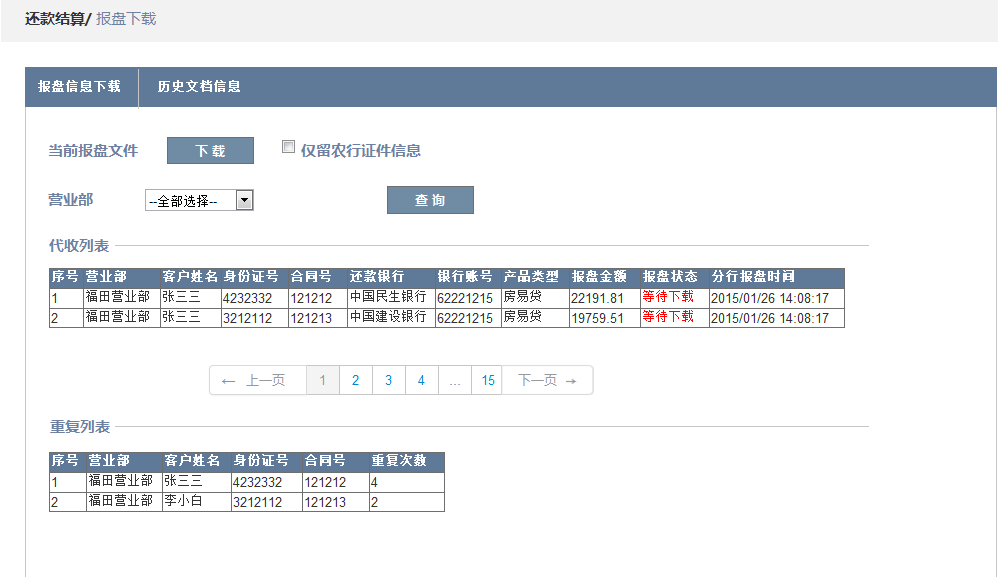 还款结算/ 报盘下载
报盘信息下载 历史文档信息
当前报盘文件 下 载 仅留农行证件信息
营业部 --全部选择-- 查 询
代收列表
序号 营业部 客户姓名 身份证号 合同号 还款银行 银行账号 产品类型 报盘金额 报盘状态 分行报盘时间
1 福田营业部 张三三 4232332 121212 中国民生银行 62221215 房易贷 22191.81 等待下载 2015/01/26 14:08:17
2 福田营业部 张三三 3212112 121213 中国建设银行 62221215 房易贷 19759.51 等待下载 2015/01/26 14:08:17
← 上一页 1 2 3 4 ... 15 下一页 →
重复列表
序号 营业部 客户姓名 身份证号 合同号 重复次数
1 福田营业部 张三三 4232332 121212 4
2 福田营业部 李小白 3212112 121213 2